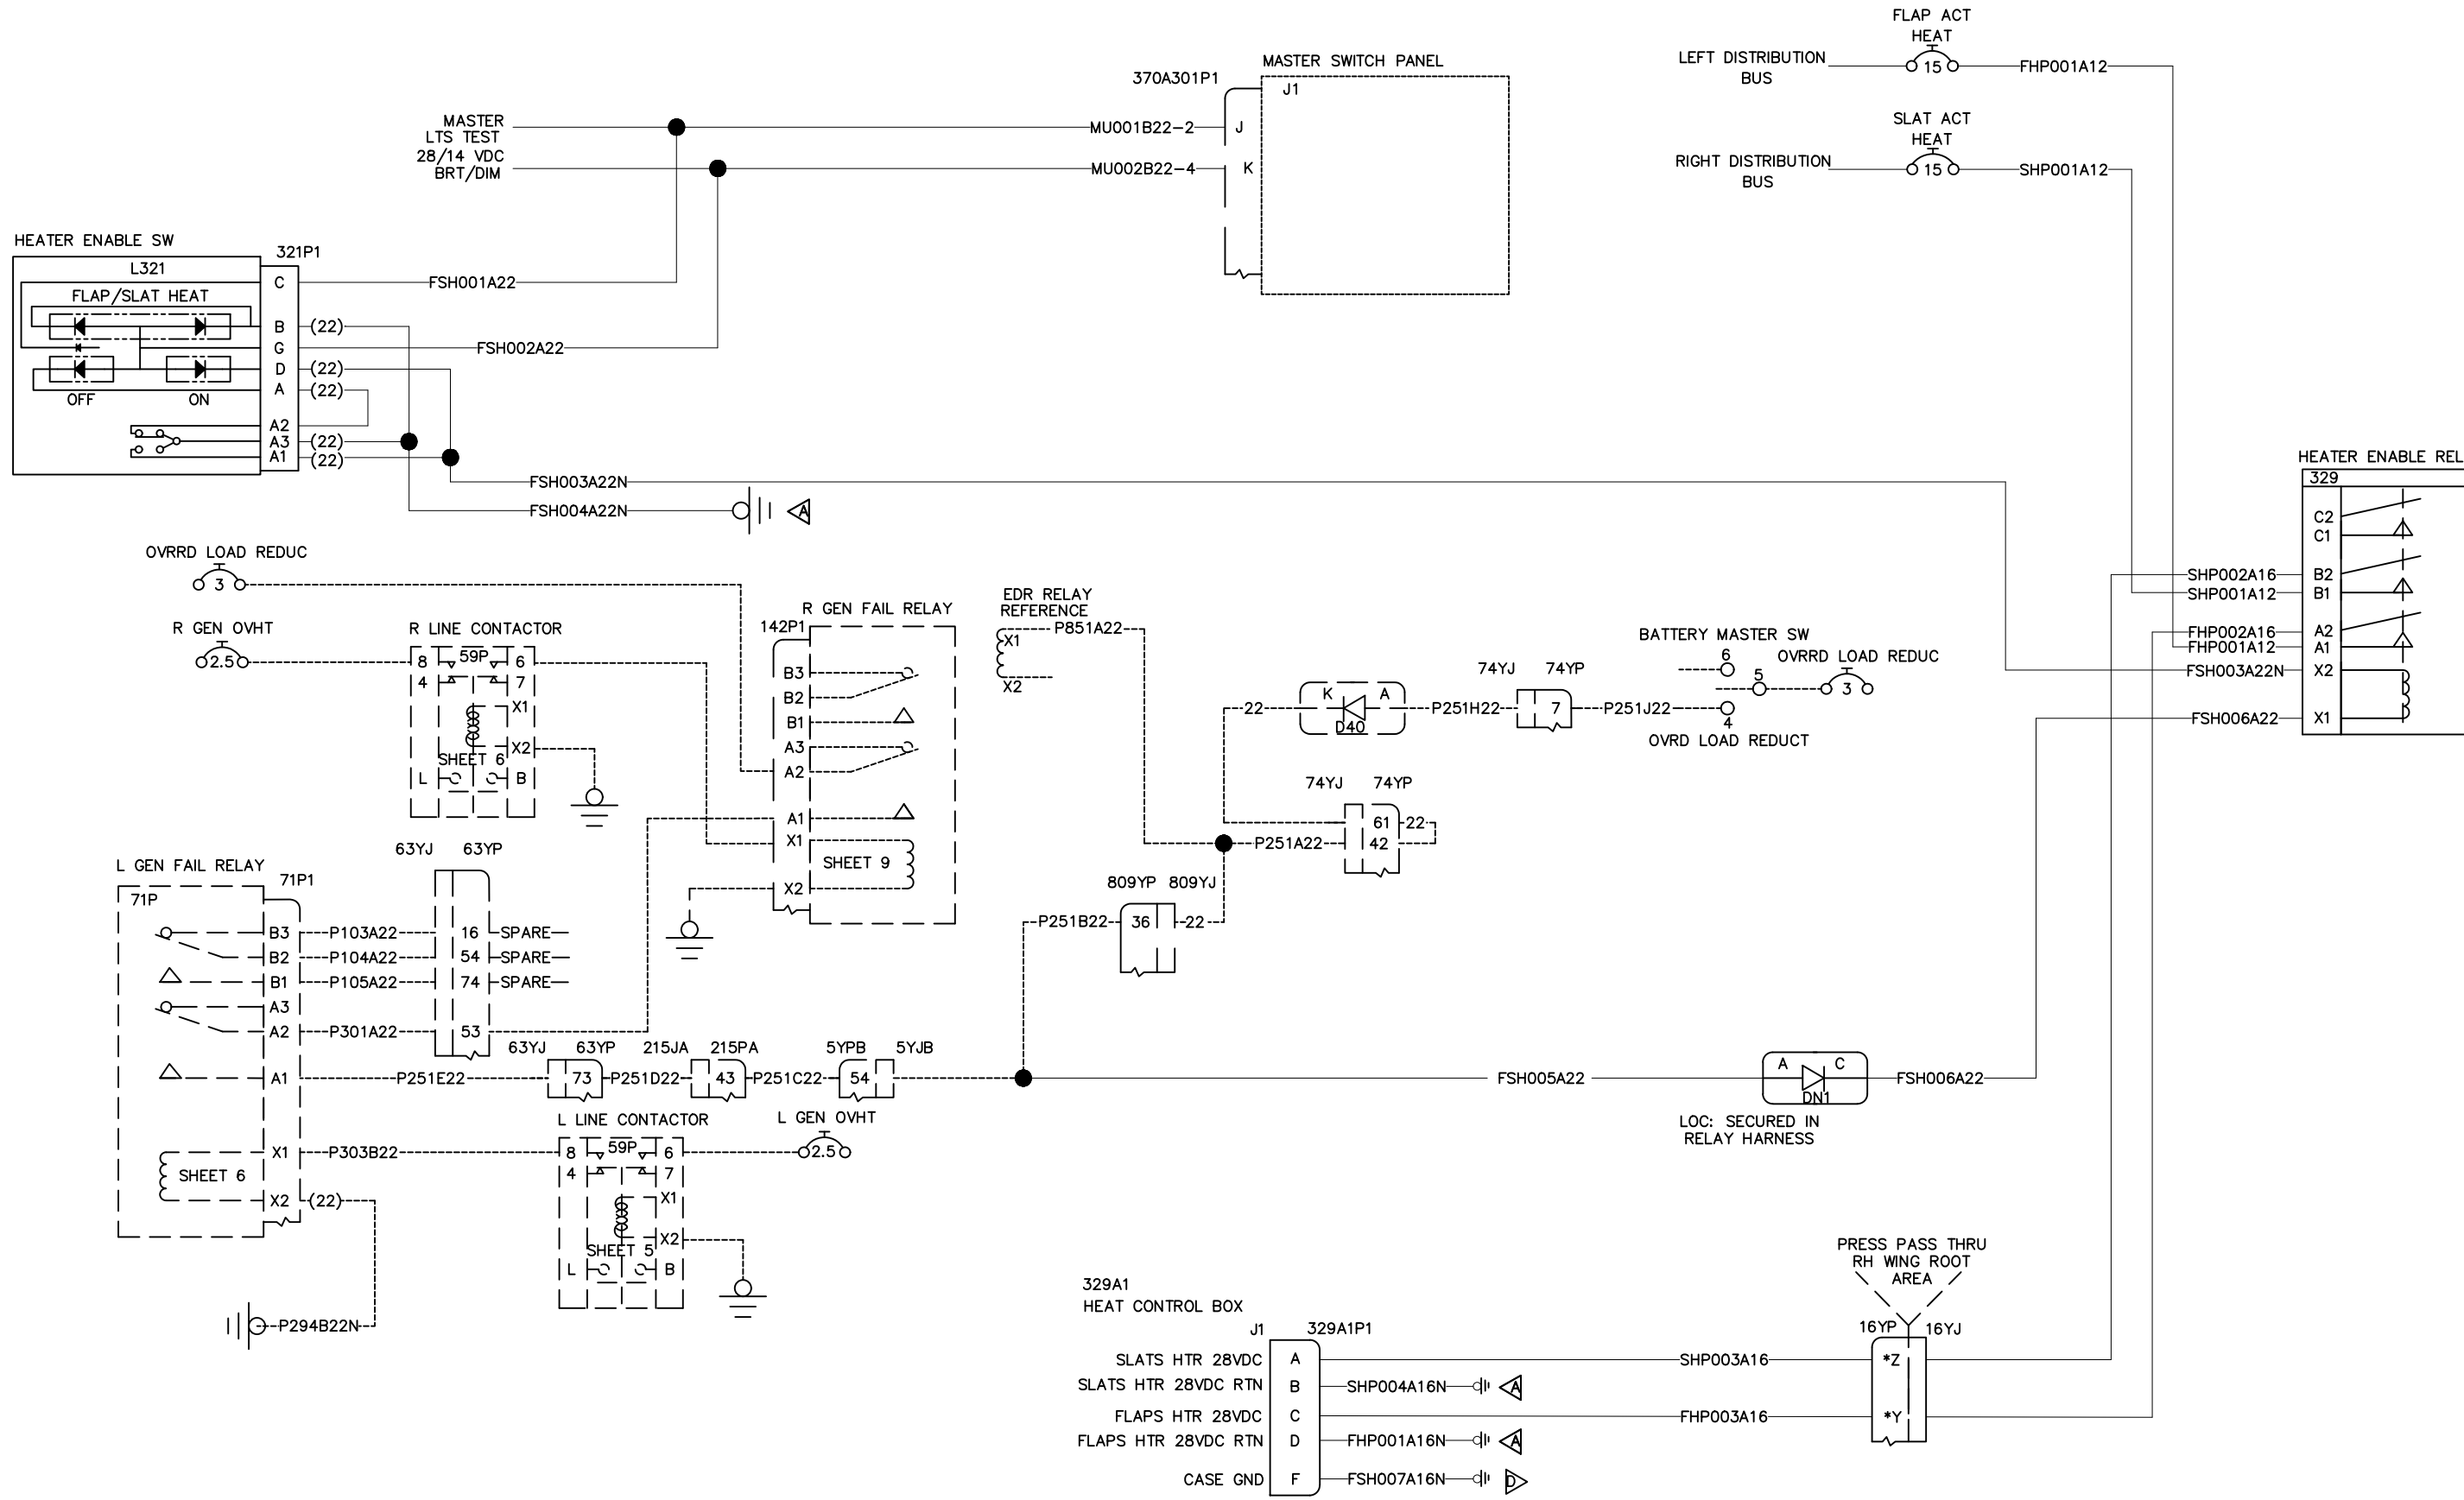 FLAP ACT
HEAT
LEFT DISTRIBUTION
BUS
15
FHP001A12
SLAT ACT
HEAT
RIGHT DISTRIBUTION
BUS
15
SHP001A12
MASTER SWITCH PANEL
370A301P1
J1
MASTER
LTS TEST
MU001B22-2
J
28/14 VDC
BRT/DIM
MU002B22-4
K
HEATER ENABLE SW
321P1
L321
C
FSH001A22
FLAP/SLAT HEAT
B
(22)
G
FSH002A22
D
(22)
A
(22)
OFF
ON
A2
A3
(22)
A1
(22)
FSH003A22N
FSH004A22N
A
HEATER ENABLE REL
329
C2
C1
SHP002A16
B2
SHP001A12
B1
FHP002A16
A2
FHP001A12
A1
FSH003A22N
X2
FSH006A22
X1
OVRRD LOAD REDUC
3
R GEN OVHT
2.5
R LINE CONTACTOR
8
59P
6
4
7
X1
X2
SHEET 6
L
B
R GEN FAIL RELAY
142P1
B3
B2
B1
A3
A2
A1
X1
SHEET 9
X2
EDR RELAY
REFERENCE
X1
P851A22
X2
BATTERY MASTER SW
6
OVRRD LOAD REDUC
5
3
4
OVRD LOAD REDUCT
22
K
A
D40
P251H22
74YJ
74YP
7
P251J22
74YJ
74YP
61
22
P251A22
42
809YP
809YJ
P251B22
36
22
L GEN FAIL RELAY
71P1
71P
63YJ
63YP
B3
P103A22
16
SPARE
B2
P104A22
54
SPARE
B1
P105A22
74
SPARE
A3
A2
P301A22
53
63YJ
63YP
215JA
215PA
5YPB
5YJB
A1
P251E22
73
P251D22
43
P251C22
54
FSH005A22
A
C
DN1
FSH006A22
LOC: SECURED IN
RELAY HARNESS
L LINE CONTACTOR
L GEN OVHT
X1
P303B22
8
59P
6
2.5
4
7
SHEET 6
X2
(22)
X1
X2
SHEET 5
L
B
P294B22N
PRESS PASS THRU
RH WING ROOT
AREA
329A1
HEAT CONTROL BOX
J1
329A1P1
16YP
16YJ
SLATS HTR 28VDC
A
SHP003A16
*Z
SLATS HTR 28VDC RTN
B
SHP004A16N
A
FLAPS HTR 28VDC
C
FHP003A16
*Y
FLAPS HTR 28VDC RTN
D
FHP001A16N
A
CASE GND
F
FSH007A16N
D